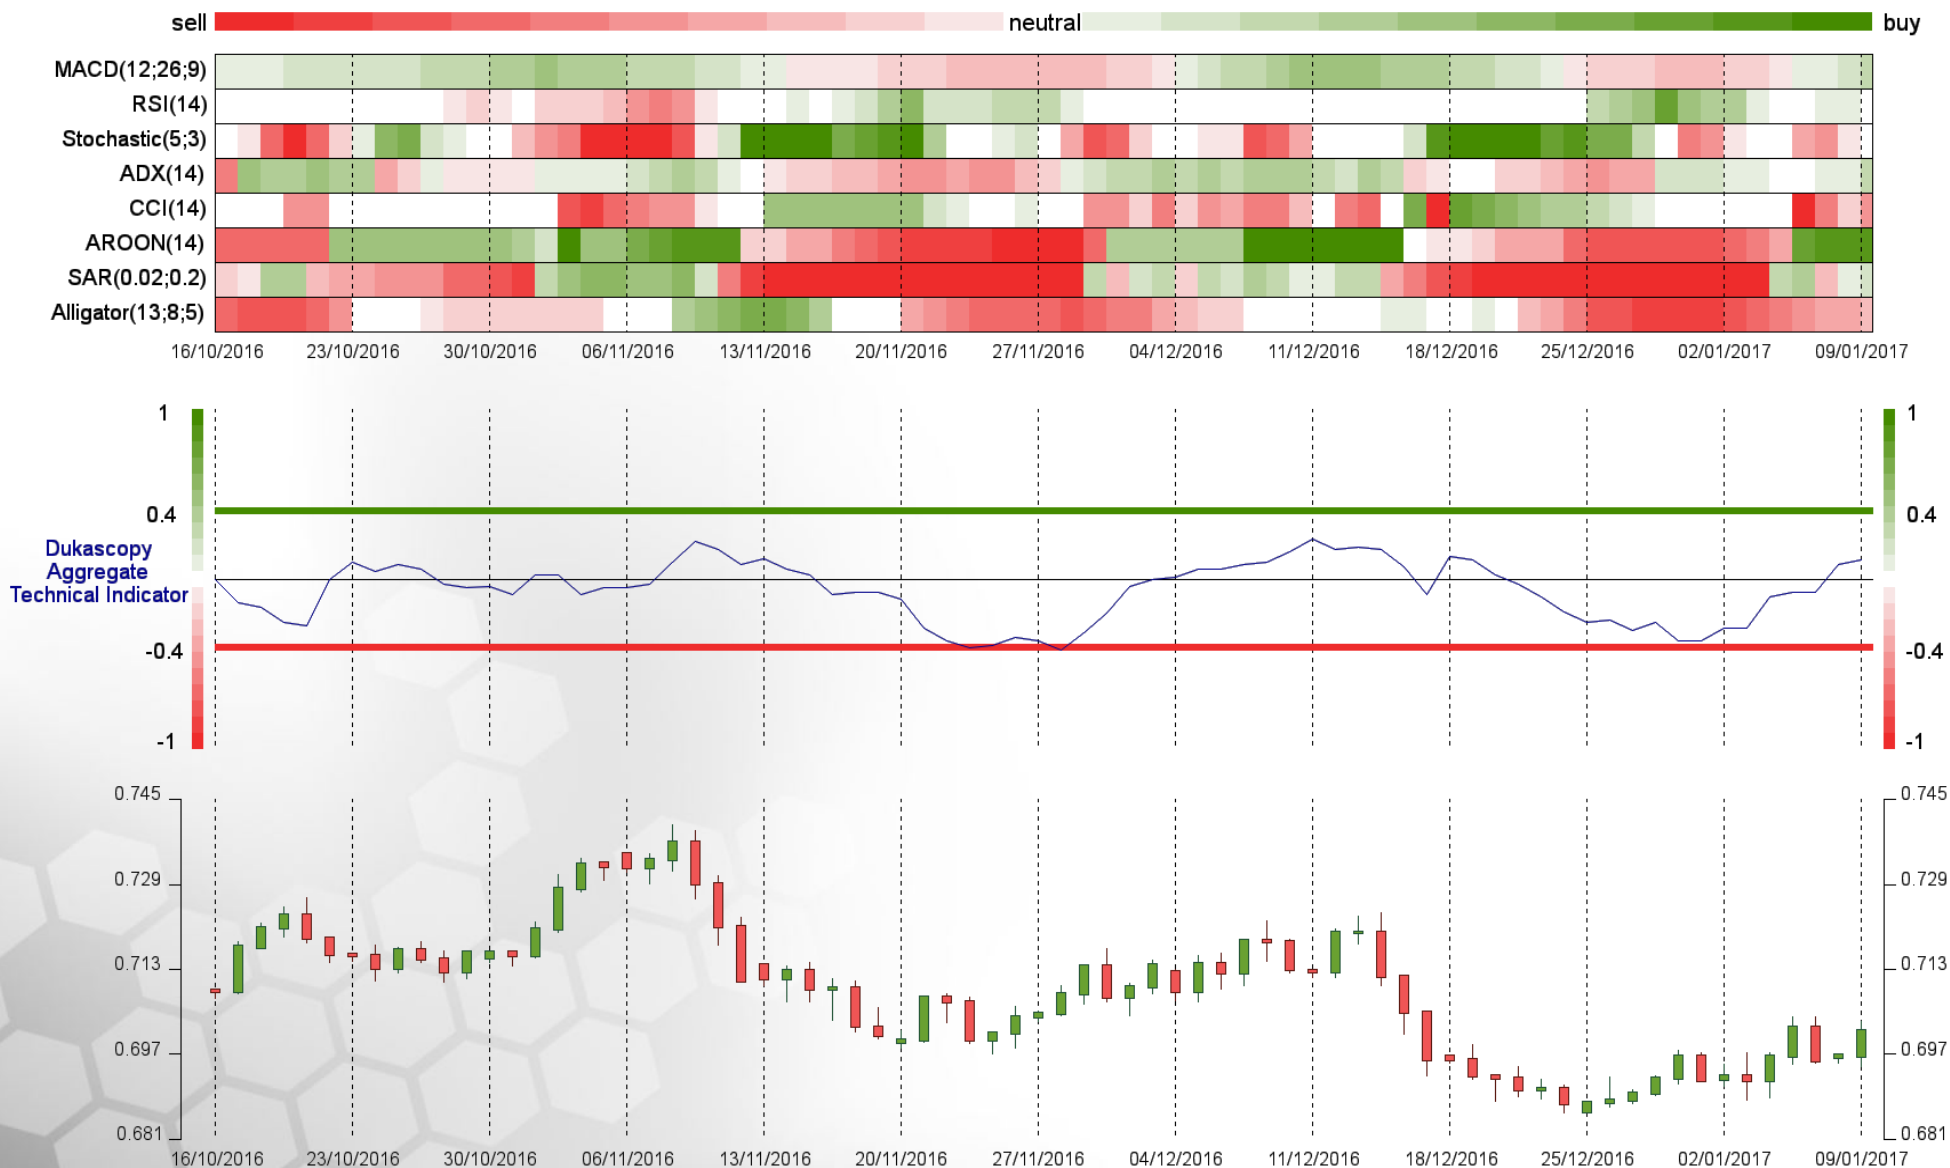 sell neutral buy
MACD(12;26;9)
RSI(14)
Stochastic(5;3)
ADX(14)
CCI(14)
AROON(14)
SAR(0.02;0.2)
Alligator(13;8;5)
16/10/2016 23/10/2016 30/10/2016 06/11/2016 13/11/2016 20/11/2016 27/11/2016 04/12/2016 11/12/2016 18/12/2016 25/12/2016 02/01/2017 09/01/2017
1 1
0.4 0.4
Dukascopy
Aggregate
Technical Indicator
-0.4 -0.4
-1 -1
0.745 0.745
0.729 0.729
0.713 0.713
0.697 0.697
0.681 0.681
16/10/2016 23/10/2016 30/10/2016 06/11/2016 13/11/2016 20/11/2016 27/11/2016 04/12/2016 11/12/2016 18/12/2016 25/12/2016 02/01/2017 09/01/2017